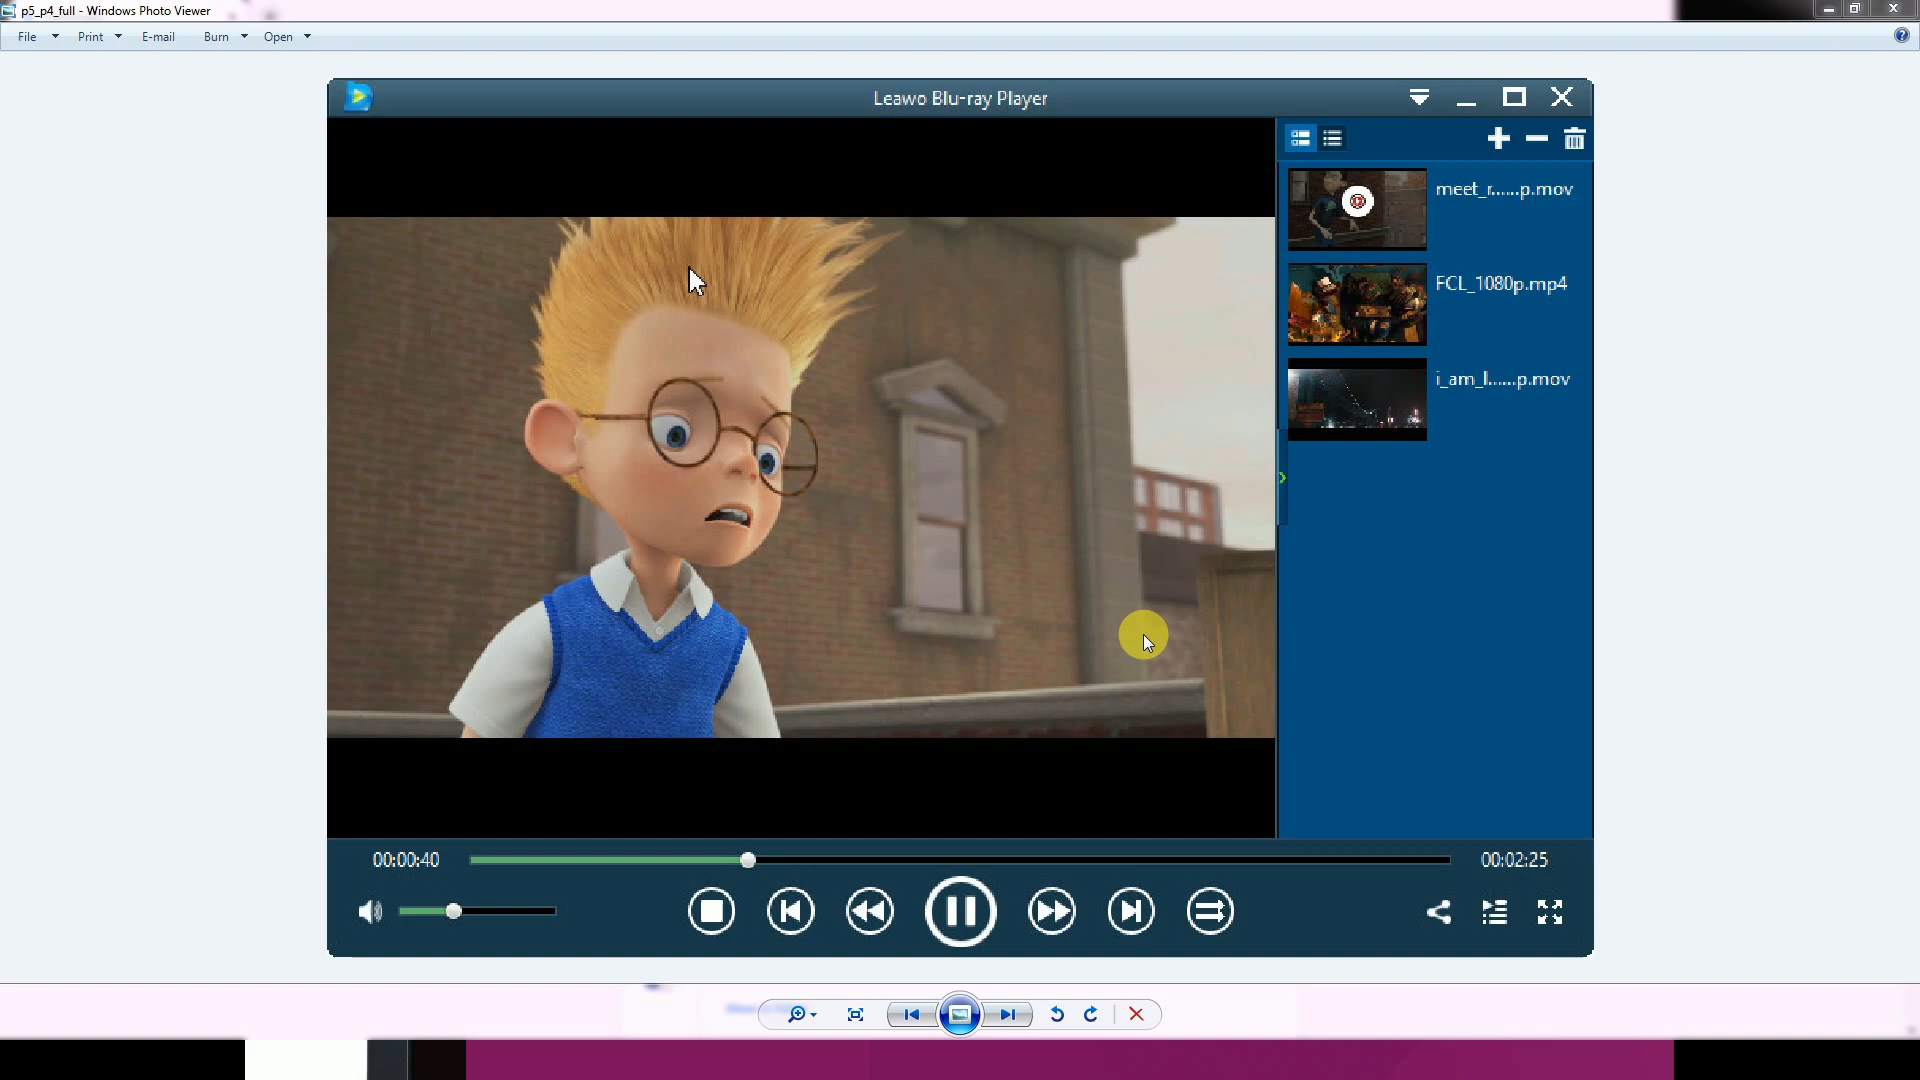 p5_p4_full - Windows Photo Viewer
File Print E-mail Burn Open
Leawo Blu-ray Player
meet_r......p.mov
FCL_1080p.mp4
i_am_l......p.mov
00:00:40
00:02:25